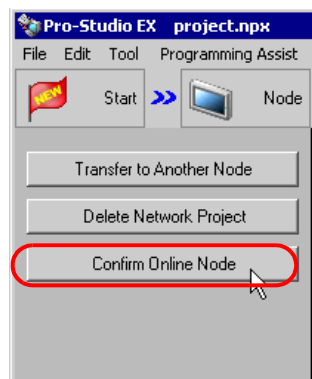 Pro-Studio EX project.npx
File Edit Tool Programming Assist
NEW Start Node
Transfer to Another Node
Delete Network Project
Confirm Online Node